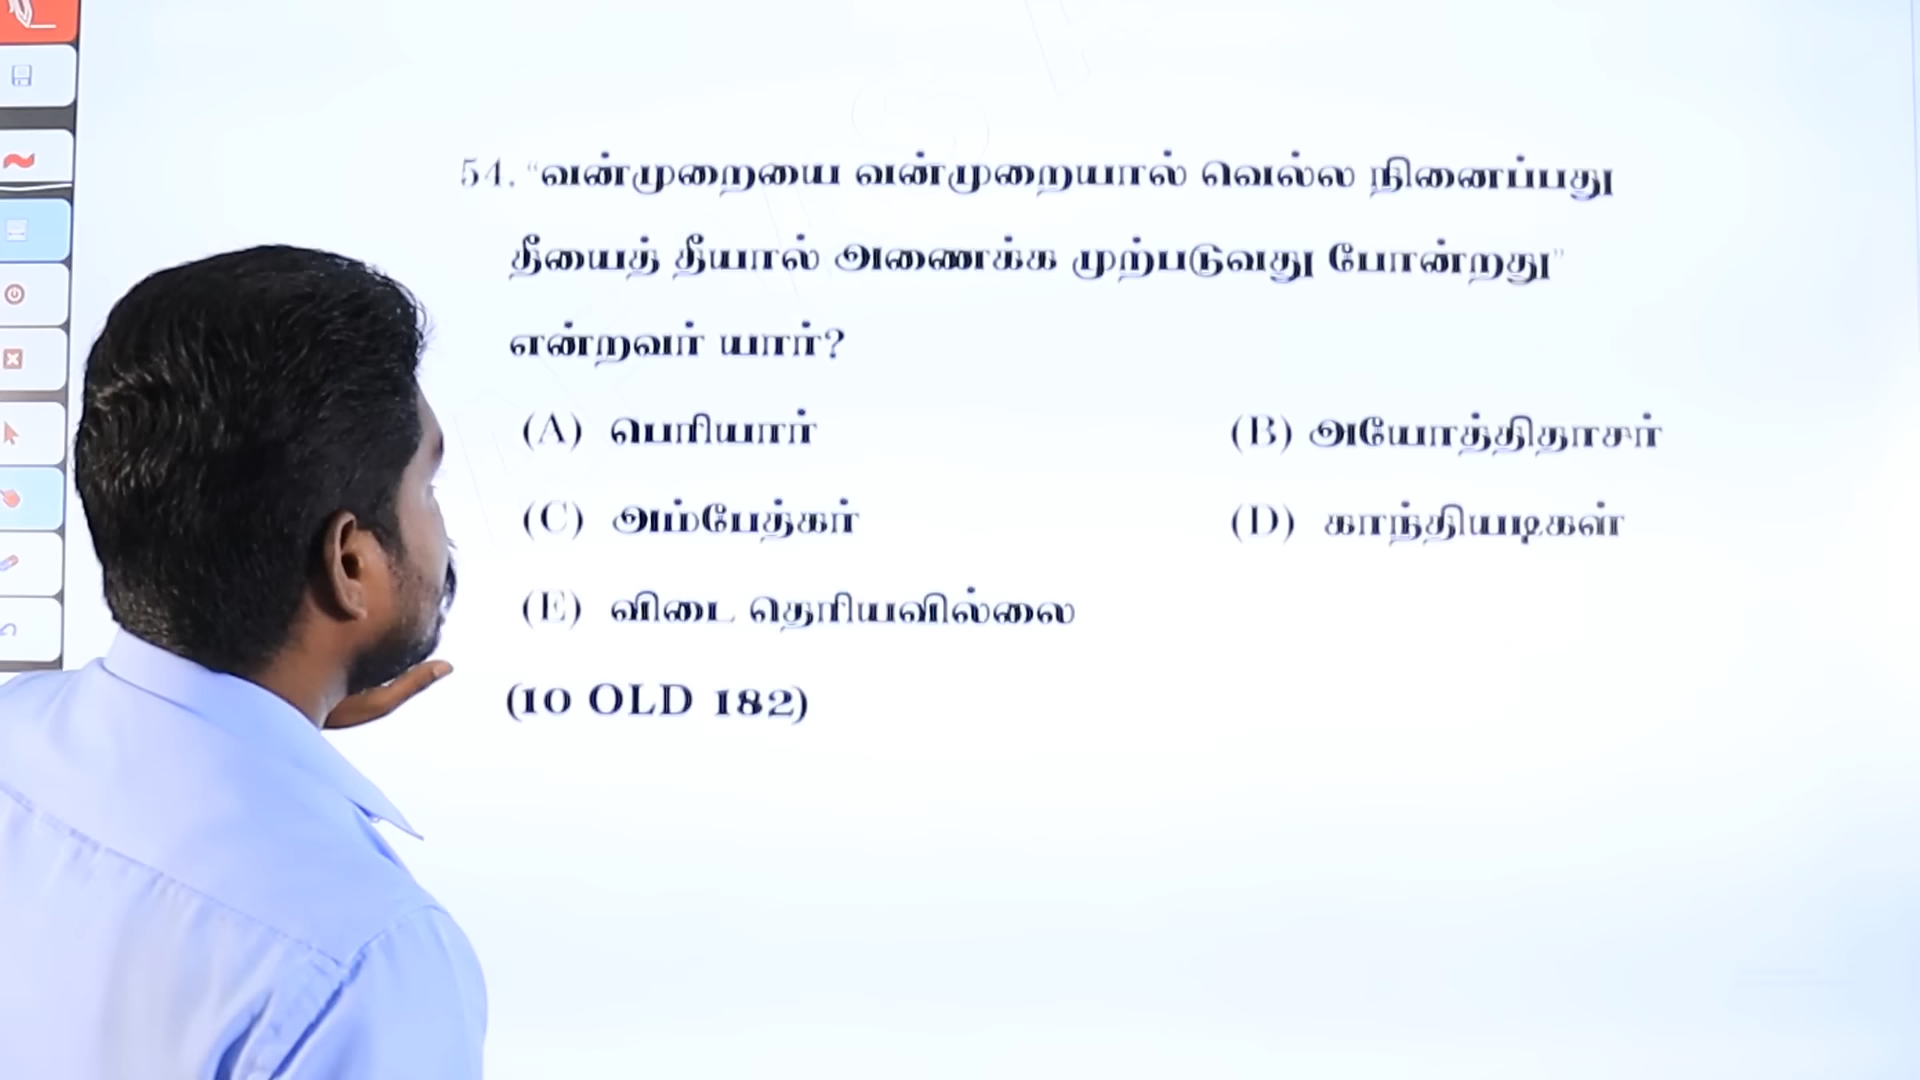 54. “வன்முறையை வன்முறையால் வெல்ல நினைப்பது
தீயைத் தீயால் அணைக்க முற்படுவது போன்றது”
என்றவர் யார்?
(A) பெரியார் (B) அயோத்திதாசர்
(C) அம்பேத்கர் (D) காந்தியடிகள்
(E) விடை தெரியவில்லை
(10 OLD 182)